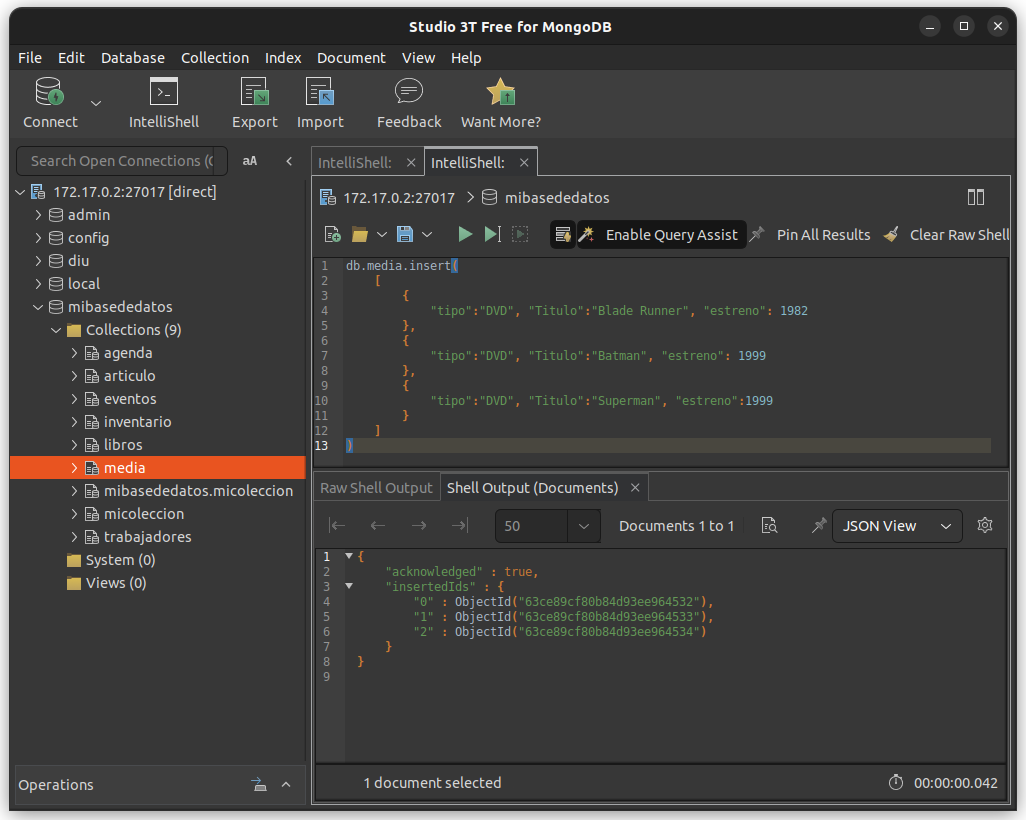 Studio 3T Free for MongoDB
File Edit Database Collection Index Document View Help
Connect IntelliShell Export Import Feedback Want More?
Search Open Connections (C aA
IntelliShell: IntelliShell:
172.17.0.2:27017 [direct]
admin
config
diu
local
mibasededatos
Collections (9)
agenda
articulo
eventos
inventario
libros
media
mibasededatos.micoleccion
micoleccion
trabajadores
System (0)
Views (0)
Operations
172.17.0.2:27017 > mibasededatos
Enable Query Assist Pin All Results Clear Raw Shell
1 db.media.insert(
2 [
3 {
4 "tipo":"DVD", "Titulo":"Blade Runner", "estreno": 1982
5 },
6 {
7 "tipo":"DVD", "Titulo":"Batman", "estreno": 1999
8 },
9 {
10 "tipo":"DVD", "Titulo":"Superman", "estreno":1999
11 }
12 ]
13 )
Raw Shell Output Shell Output (Documents)
50 Documents 1 to 1 JSON View
1 {
2 "acknowledged" : true,
3 "insertedIds" : {
4 "0" : ObjectId("63ce89cf80b84d93ee964532"),
5 "1" : ObjectId("63ce89cf80b84d93ee964533"),
6 "2" : ObjectId("63ce89cf80b84d93ee964534")
7 }
8 }
9
1 document selected 00:00:00.042